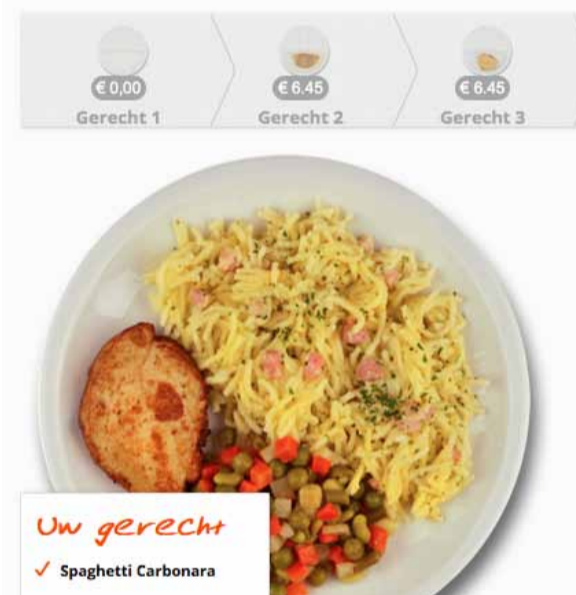 € 0,00
€ 6.45
€ 6.45
Gerecht 1
Gerecht 2
Gerecht 3
Uw gerecht
✓ Spaghetti Carbonara